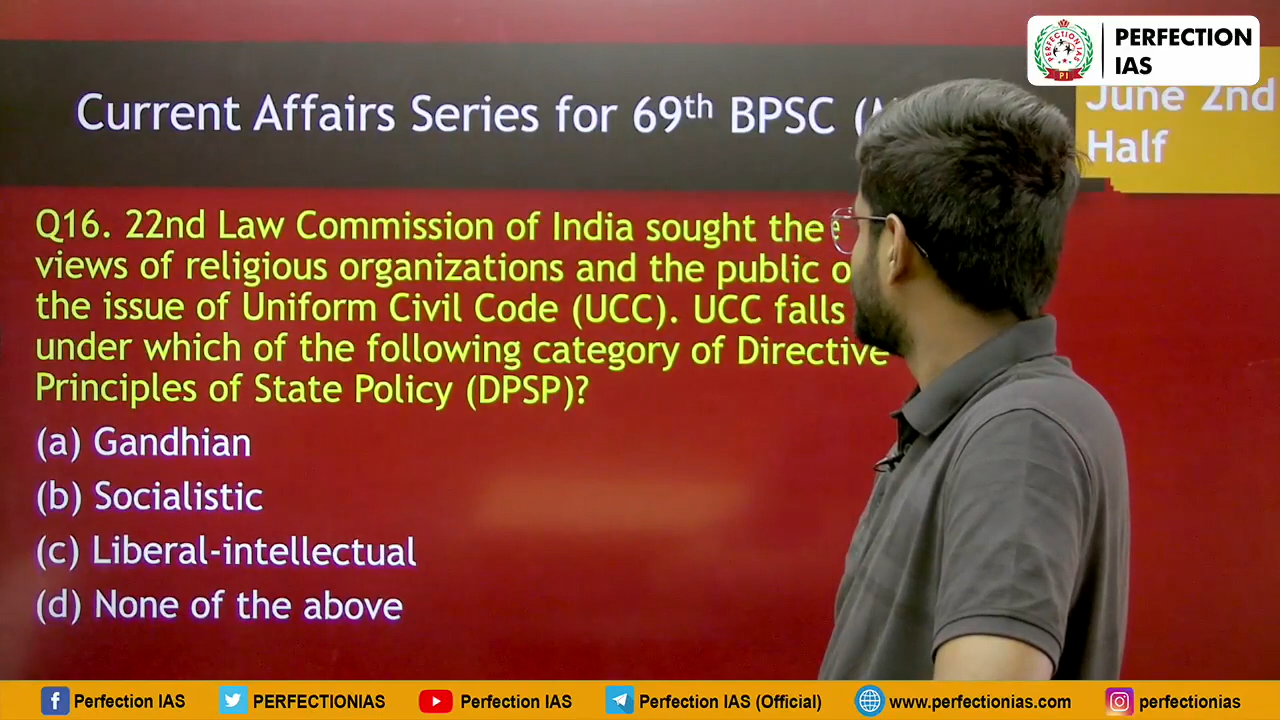 PERFECTION
IAS
PERFECTION IAS
PI
Current Affairs Series for 69th BPSC (
June 2nd
Half
Q16. 22nd Law Commission of India sought the
views of religious organizations and the public
the issue of Uniform Civil Code (UCC). UCC falls
under which of the following category of Directive
Principles of State Policy (DPSP)?
(a) Gandhian
(b) Socialistic
(c) Liberal-intellectual
(d) None of the above
Perfection IAS
PERFECTIONIAS
Perfection IAS
Perfection IAS (Official)
www.perfectionias.com
perfectionias